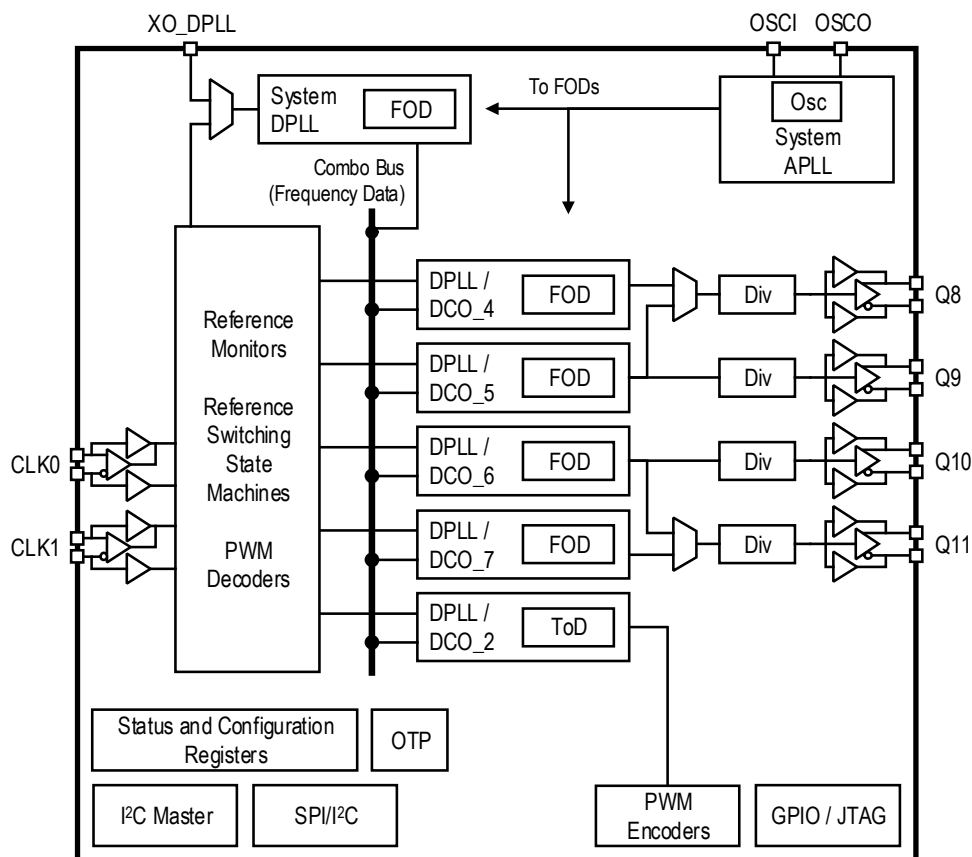 XO_DPLL
OSCI OSCO
System
DPLL
FOD
To FODs
Osc
System
APLL
Combo Bus
(Frequency Data)
DPLL /
DCO_4
FOD
Div
Q8
Reference
Monitors
DPLL /
DCO_5
FOD
Div
Q9
Reference
Switching
State
Machines
CLK0
DPLL /
DCO_6
FOD
Div
Q10
CLK1
PWM
Decoders
DPLL /
DCO_7
FOD
Div
Q11
DPLL /
DCO_2
ToD
Status and Configuration
Registers
OTP
I²C Master
SPI/I²C
PWM
Encoders
GPIO / JTAG